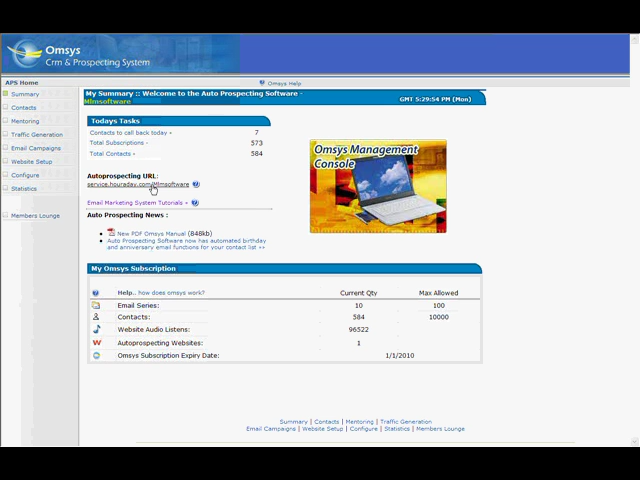 Omsys
Crm & Prospecting System
APS Home
Omsys Help
Summary
Contacts
Mentoring
Traffic Generation
Email Campaigns
Website Setup
Configure
Statistics
Members Lounge
My Summary :: Welcome to the Auto Prospecting Software -
Mlmsoftware
GMT 5:29:54 PM (Mon)
Todays Tasks
Contacts to call back today » 7
Total Subscriptions: 573
Total Contacts: 584
Autoprospecting URL:
service.houraday.com/Mlmsoftware
Email Marketing System Tutorials »
Auto Prospecting News :
New PDF Omsys Manual (848kb)
Auto Prospecting Software now has automated birthday
and anniversary email functions for your contact list »»
Omsys Management
Console
My Omsys Subscription
Help.. how does omsys work? Current Qty Max Allowed
Email Series: 10 100
Contacts: 584 10000
Website Audio Listens: 96522
Autoprospecting Websites: 1
Omsys Subscription Expiry Date: 1/1/2010
Summary | Contacts | Mentoring | Traffic Generation
Email Campaigns | Website Setup | Configure | Statistics | Members Lounge